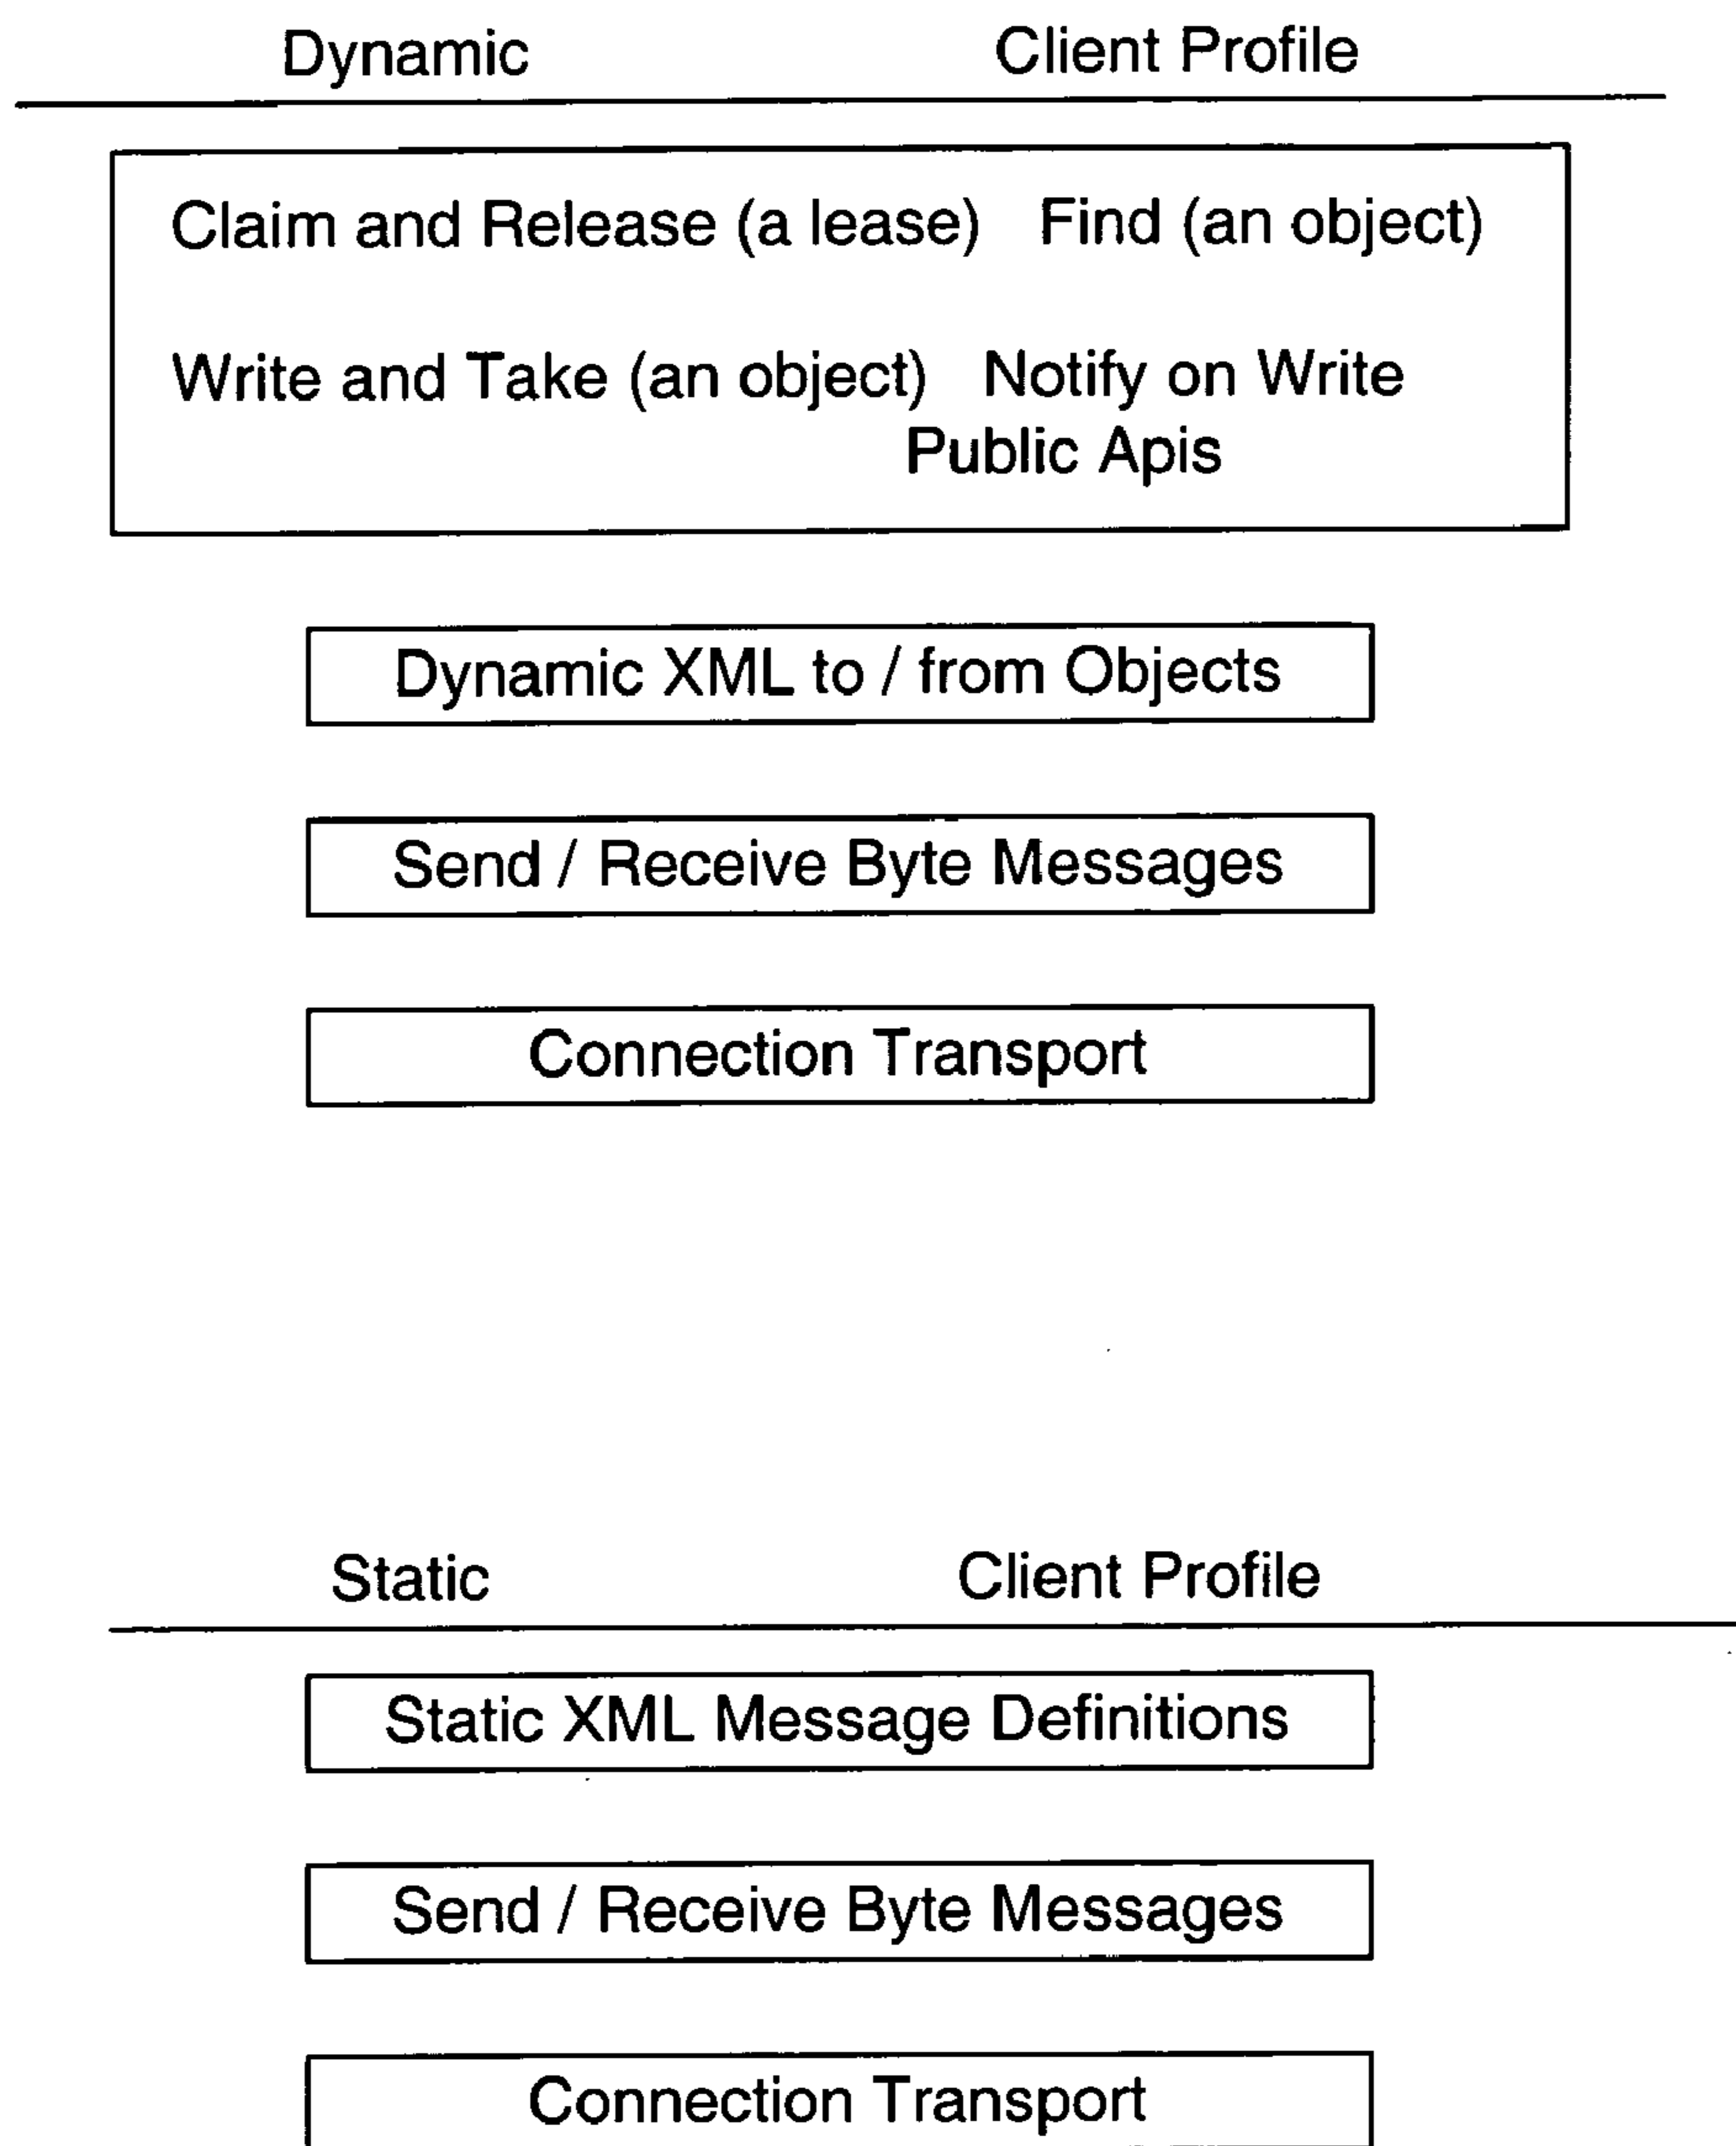 Dynamic Client Profile
Claim and Release (a lease) Find (an object)
Write and Take (an object) Notify on Write
Public Apis
Dynamic XML to / from Objects
Send / Receive Byte Messages
Connection Transport
Static Client Profile
Static XML Message Definitions
Send / Receive Byte Messages
Connection Transport